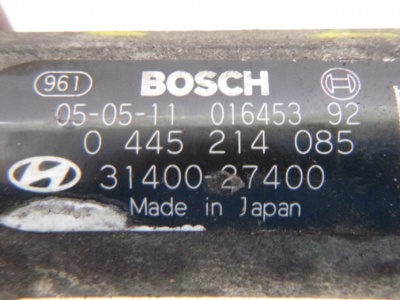 961 BOSCH
05-05-11 016453 92
0 445 214 085
31400-27400
Made in Japan